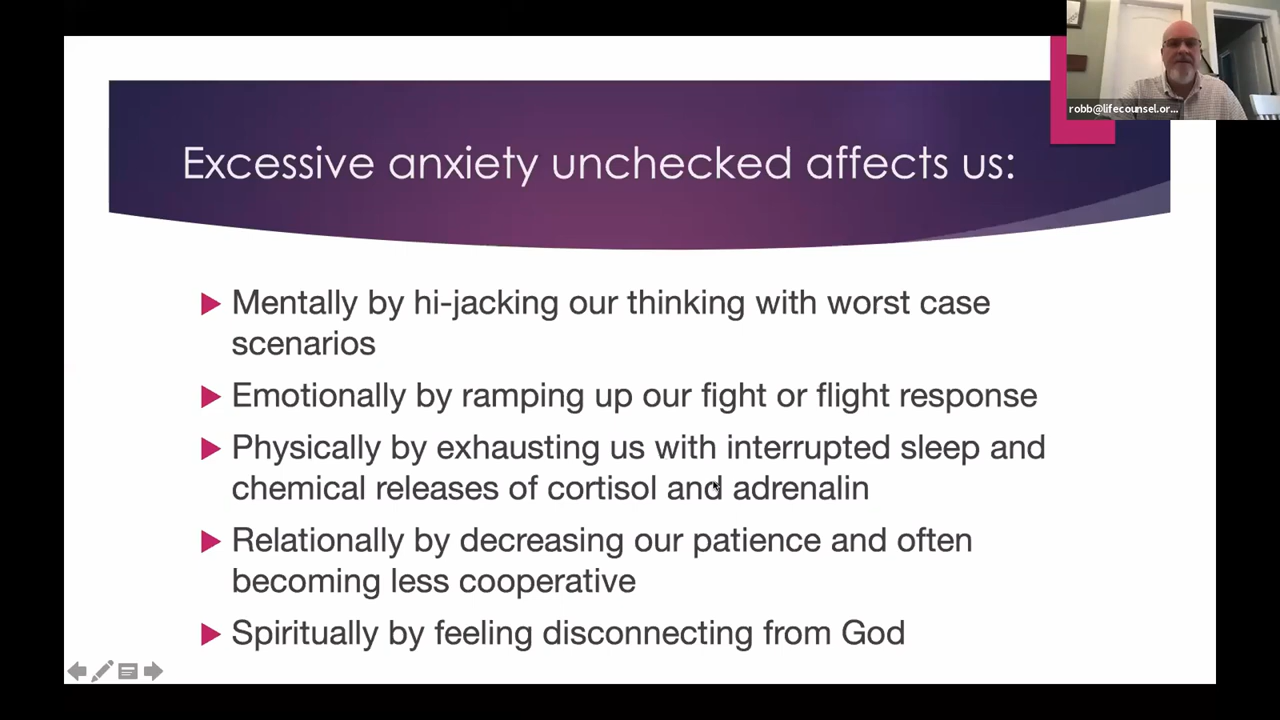 Excessive anxiety unchecked affects us:
robb@lifecounsel.or...
Mentally by hi-jacking our thinking with worst case
scenarios
Emotionally by ramping up our fight or flight response
Physically by exhausting us with interrupted sleep and
chemical releases of cortisol and adrenalin
Relationally by decreasing our patience and often
becoming less cooperative
Spiritually by feeling disconnecting from God